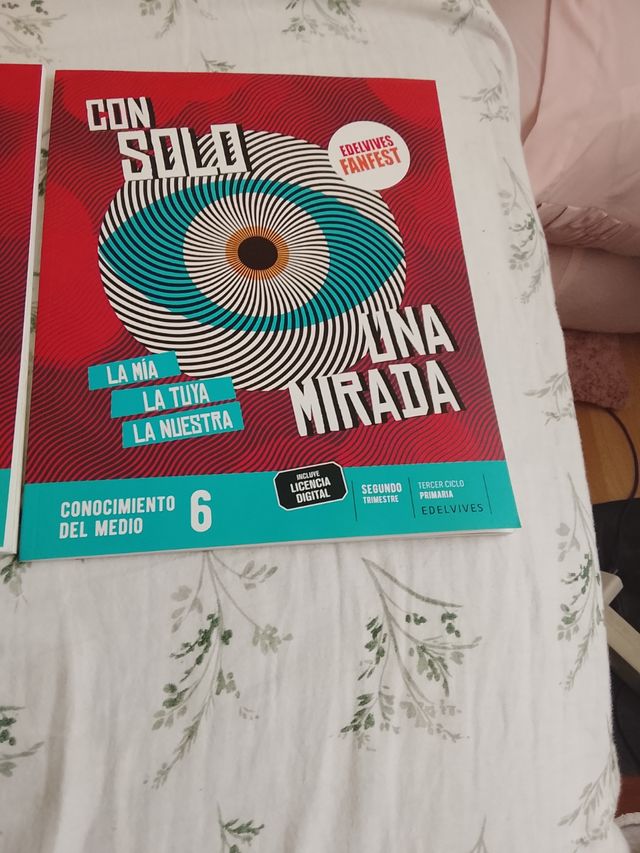 CON
SOLO
EDELVIVES
FANFEST
UNA
MIRADA
LA MÍA
LA TUYA
LA NUESTRA
CONOCIMIENTO
DEL MEDIO
6
INCLUYE
LICENCIA
DIGITAL
SEGUNDO
TRIMESTRE
TERCER CICLO
PRIMARIA
EDELVIVES